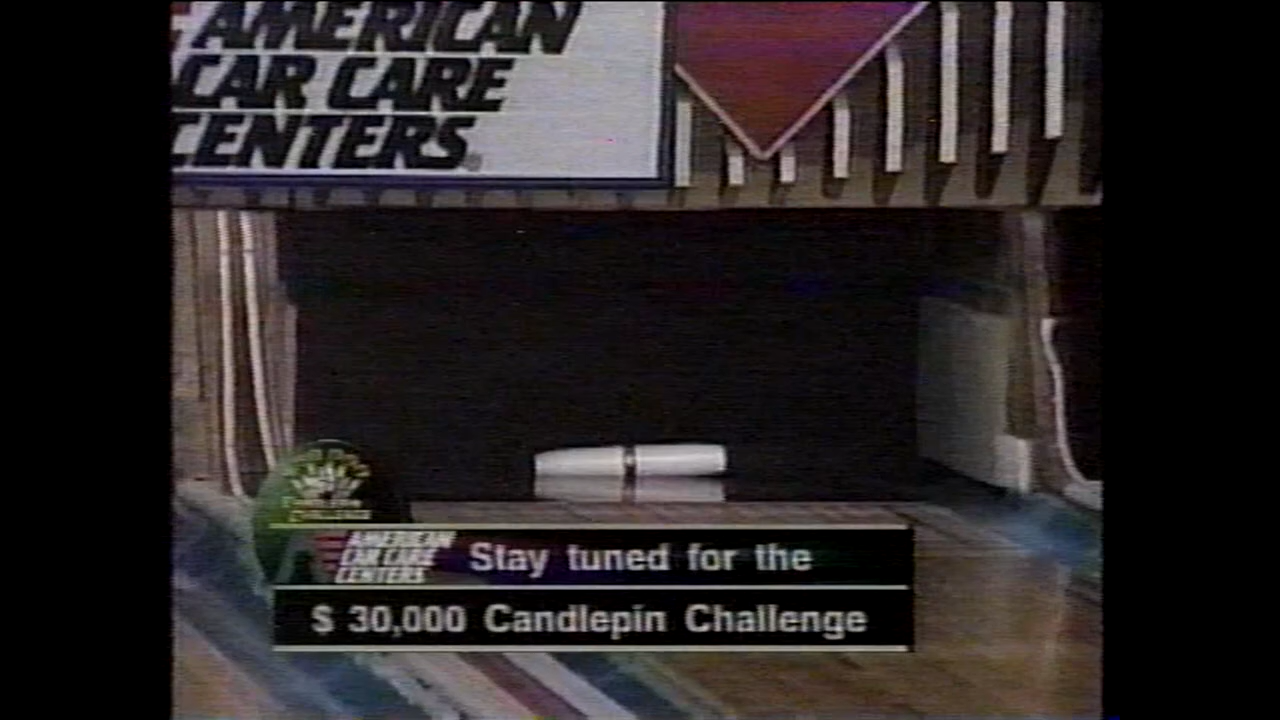 AMERICAN
CAR CARE
CENTERS
AMERICAN
CAR CARE
CENTERS
Stay tuned for the
$ 30,000 Candlepin Challenge